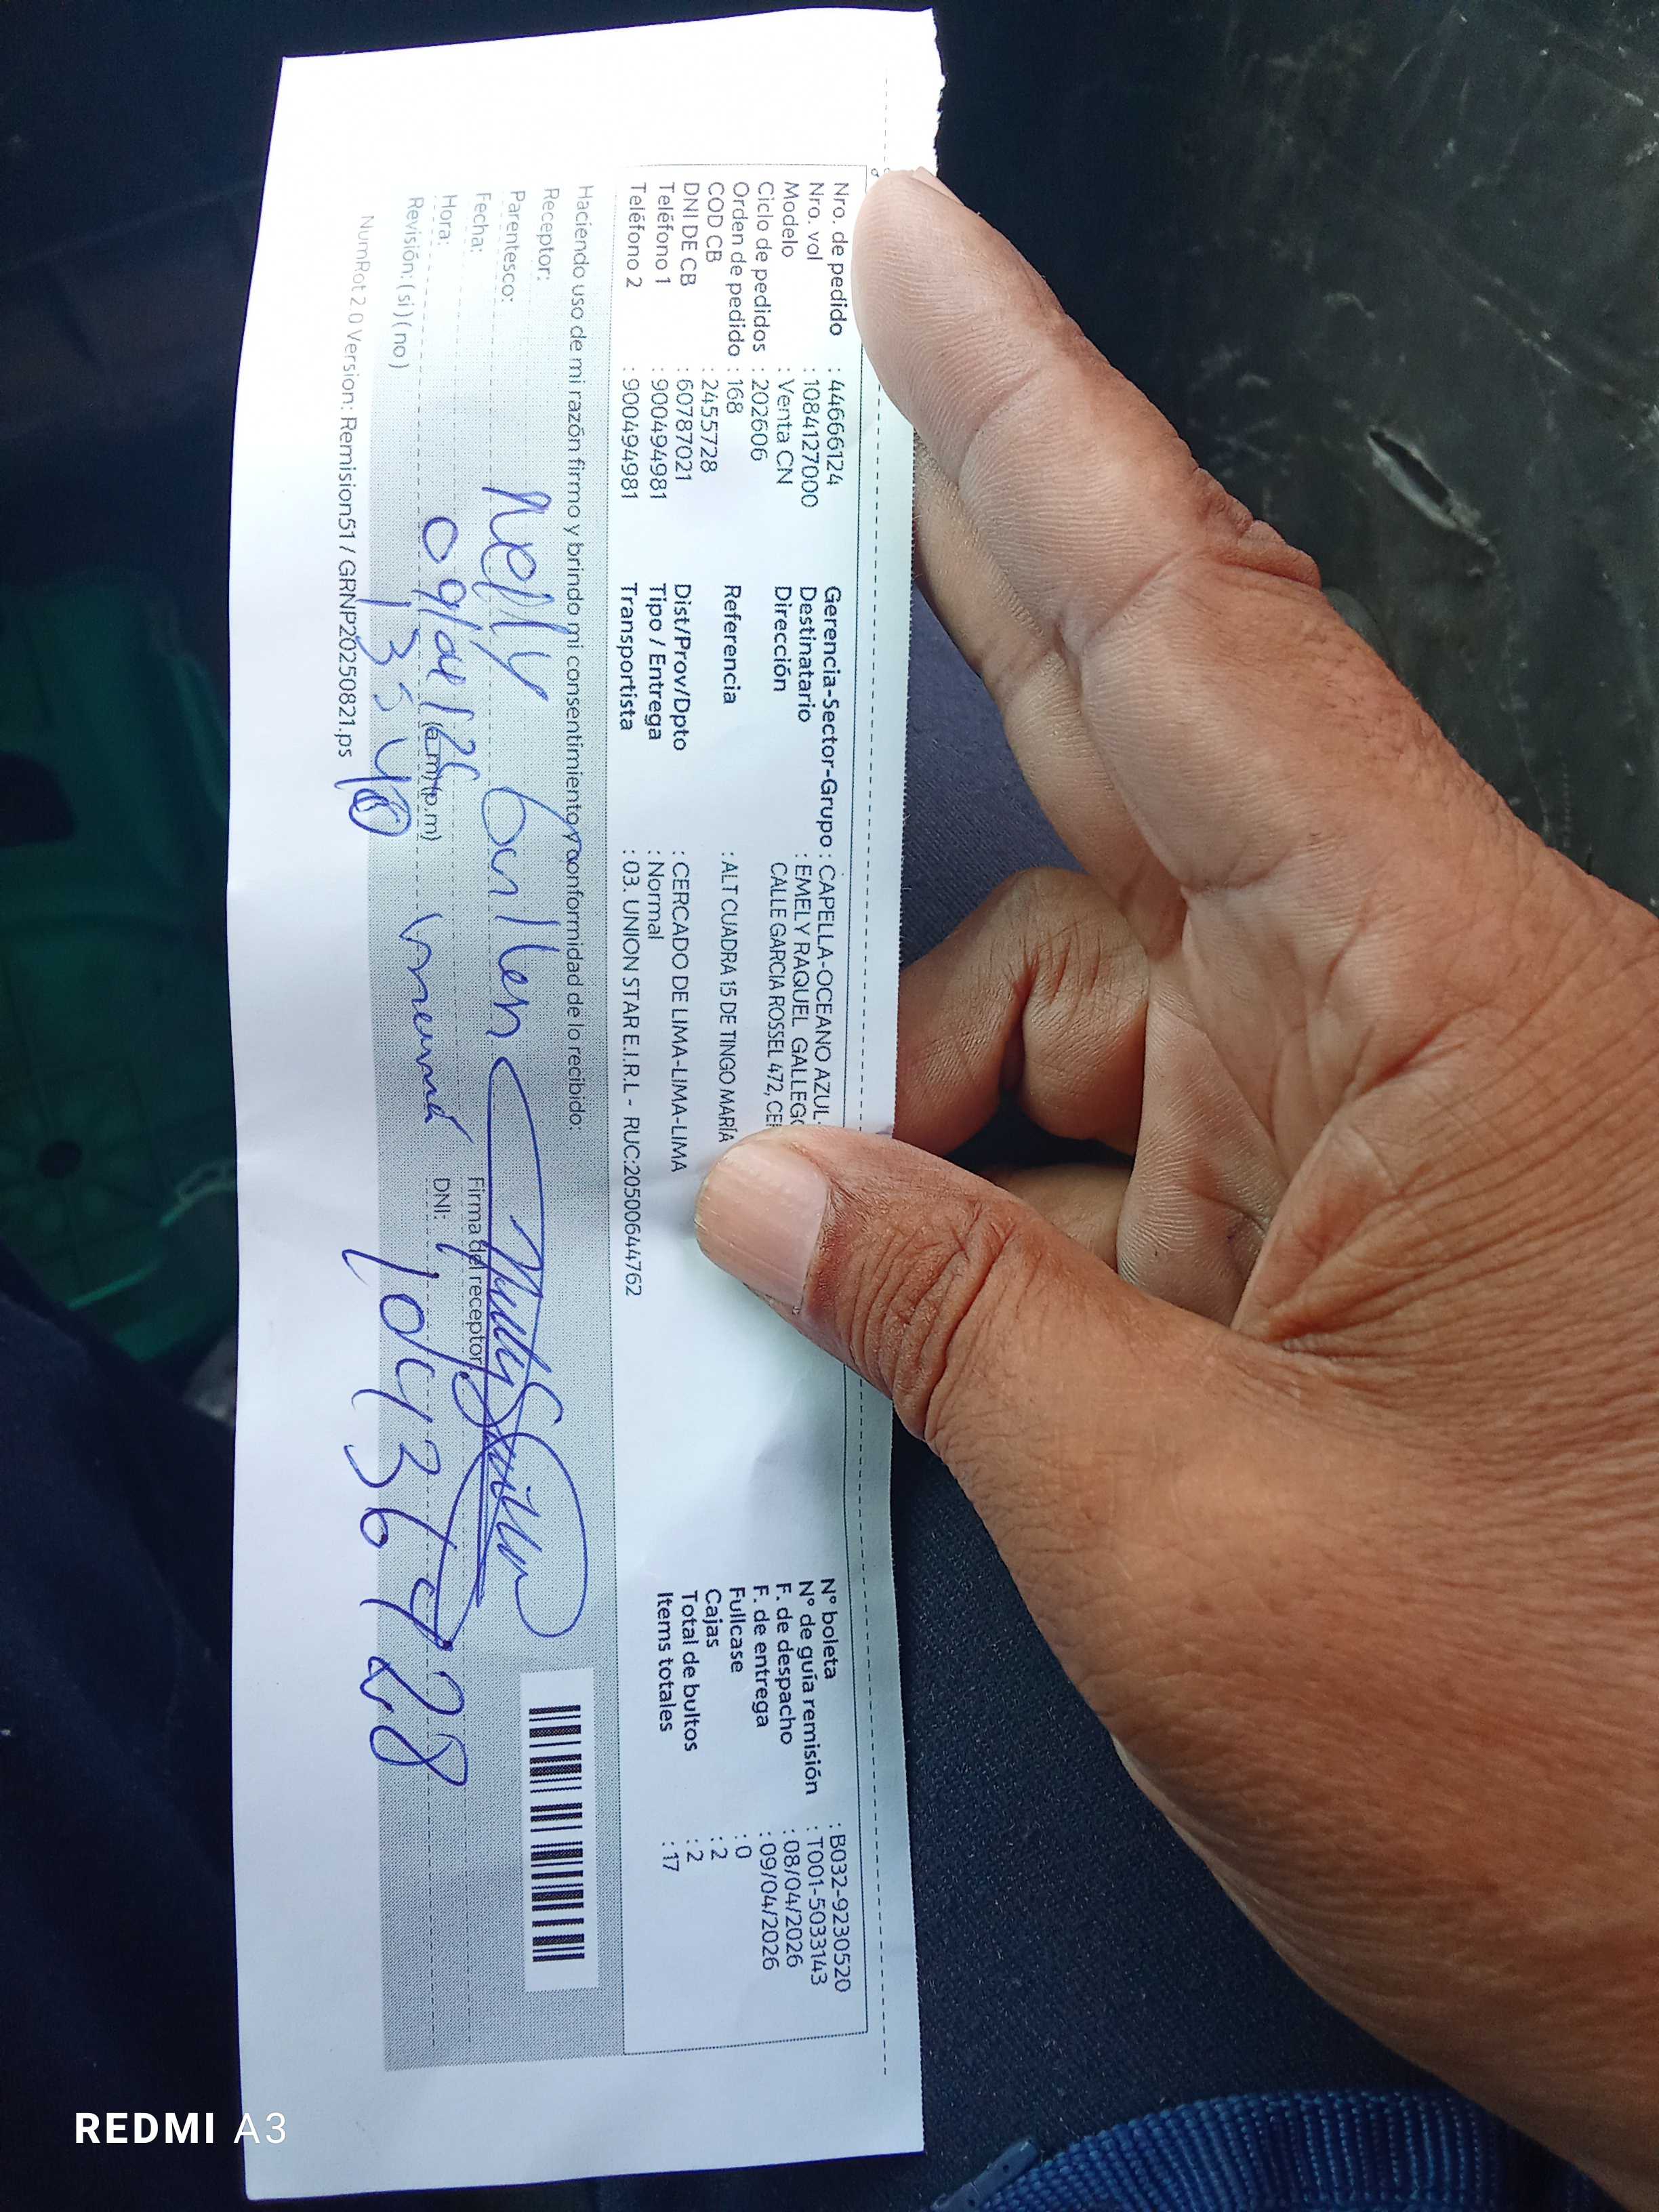 Nro. de pedido : 44666124
Nro. vol : 1084127000
Modelo : Venta CN
Ciclo de pedidos : 202606
Orden de pedido : 168
COD CB : 2455728
DNI DE CB : 60787021
Teléfono 1 : 900494981
Teléfono 2 : 900494981
Gerencia-Sector-Grupo : CAPELLA-OCEANO AZUL
Destinatario : EMELY RAQUEL
Dirección CALLE GARCIA ROSSEL 472,
Referencia : ALT CUADRA 15 DE TINGO MARÍA
Dist/Prov/Dpto : CERCADO DE LIMA-LIMA-LIMA
Tipo / Entrega : Normal
Transportista : 03. UNION STAR E.I.R.L - RUC:20500644762
N° boleta : B032-9230520
N° de guía remisión : T001-5033143
F. de despacho : 08/04/2026
F. de entrega : 09/04/2026
Fullcase : 0
Cajas : 2
Total de bultos : 2
Items totales : 17
Haciendo uso de mi razón firmo y brindo mi consentimiento y conformidad de lo recibido:
Receptor: Nelly
Parentesco:
Fecha: 09/04/26
Hora: (a.m)(p.m)
Revisión: ( si ) ( no )
Firma del receptor:
DNI:
NumRot 2.0 Version: Remision51 / GRNP20250821.ps
REDMI A3